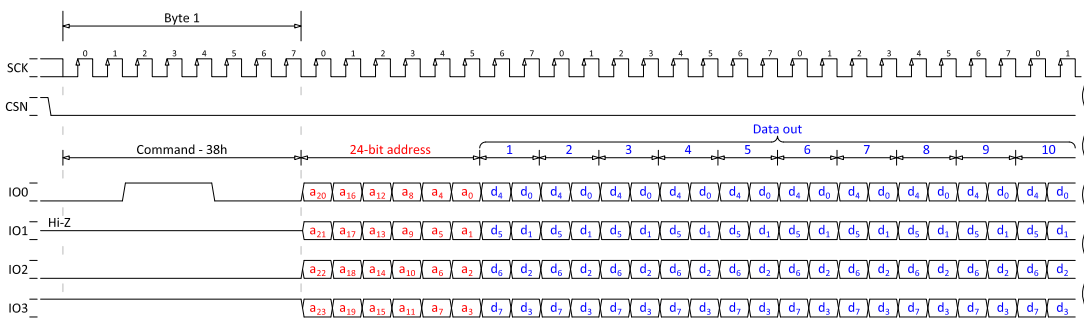 Byte 1
0 1 2 3 4 5 6 7 0 1 2 3 4 5 6 7 0 1 2 3 4 5 6 7 0 1 2 3 4 5 6 7 0 1
SCK
CSN
Data out
Command - 38h 24-bit address 1 2 3 4 5 6 7 8 9 10
IO0 a20 a16 a12 a8 a4 a0 d4 d0 d4 d0 d4 d0 d4 d0 d4 d0 d4 d0 d4 d0 d4 d0 d4 d0 d4 d0
IO1 Hi-Z a21 a17 a13 a9 a5 a1 d5 d1 d5 d1 d5 d1 d5 d1 d5 d1 d5 d1 d5 d1 d5 d1 d5 d1 d5 d1
IO2 a22 a18 a14 a10 a6 a2 d6 d2 d6 d2 d6 d2 d6 d2 d6 d2 d6 d2 d6 d2 d6 d2 d6 d2 d6 d2
IO3 a23 a19 a15 a11 a7 a3 d7 d3 d7 d3 d7 d3 d7 d3 d7 d3 d7 d3 d7 d3 d7 d3 d7 d3 d7 d3